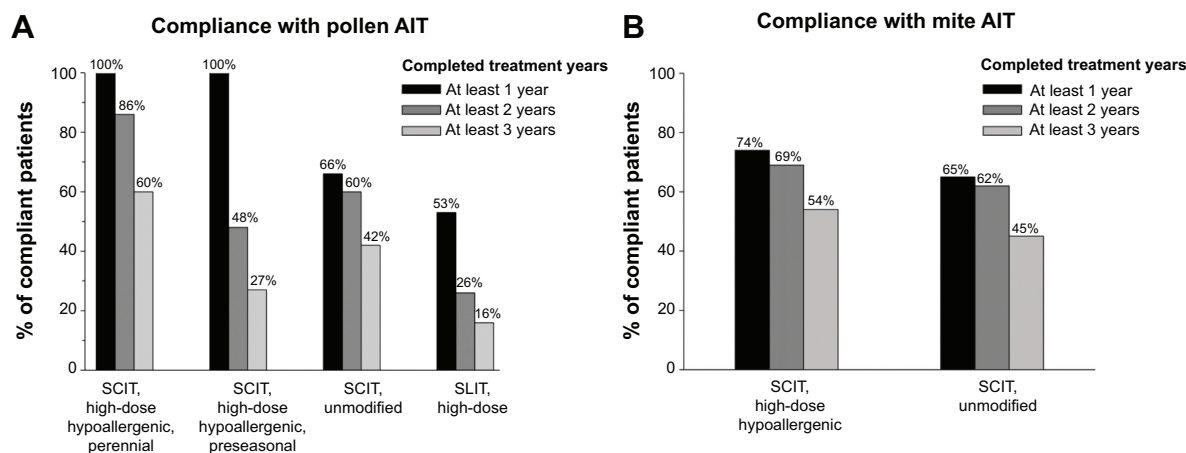 A
Compliance with pollen AIT
% of compliant patients
100
80
60
40
20
0
Completed treatment years
At least 1 year
At least 2 years
At least 3 years
100%
86%
60%
100%
48%
27%
66%
60%
42%
53%
26%
16%
SCIT,
high-dose
hypoallergenic,
perennial
SCIT,
high-dose
hypoallergenic,
preseasonal
SCIT,
unmodified
SLIT,
high-dose
B
Compliance with mite AIT
% of compliant patients
100
80
60
40
20
0
Completed treatment years
At least 1 year
At least 2 years
At least 3 years
74%
69%
54%
65%
62%
45%
SCIT,
high-dose
hypoallergenic
SCIT,
unmodified